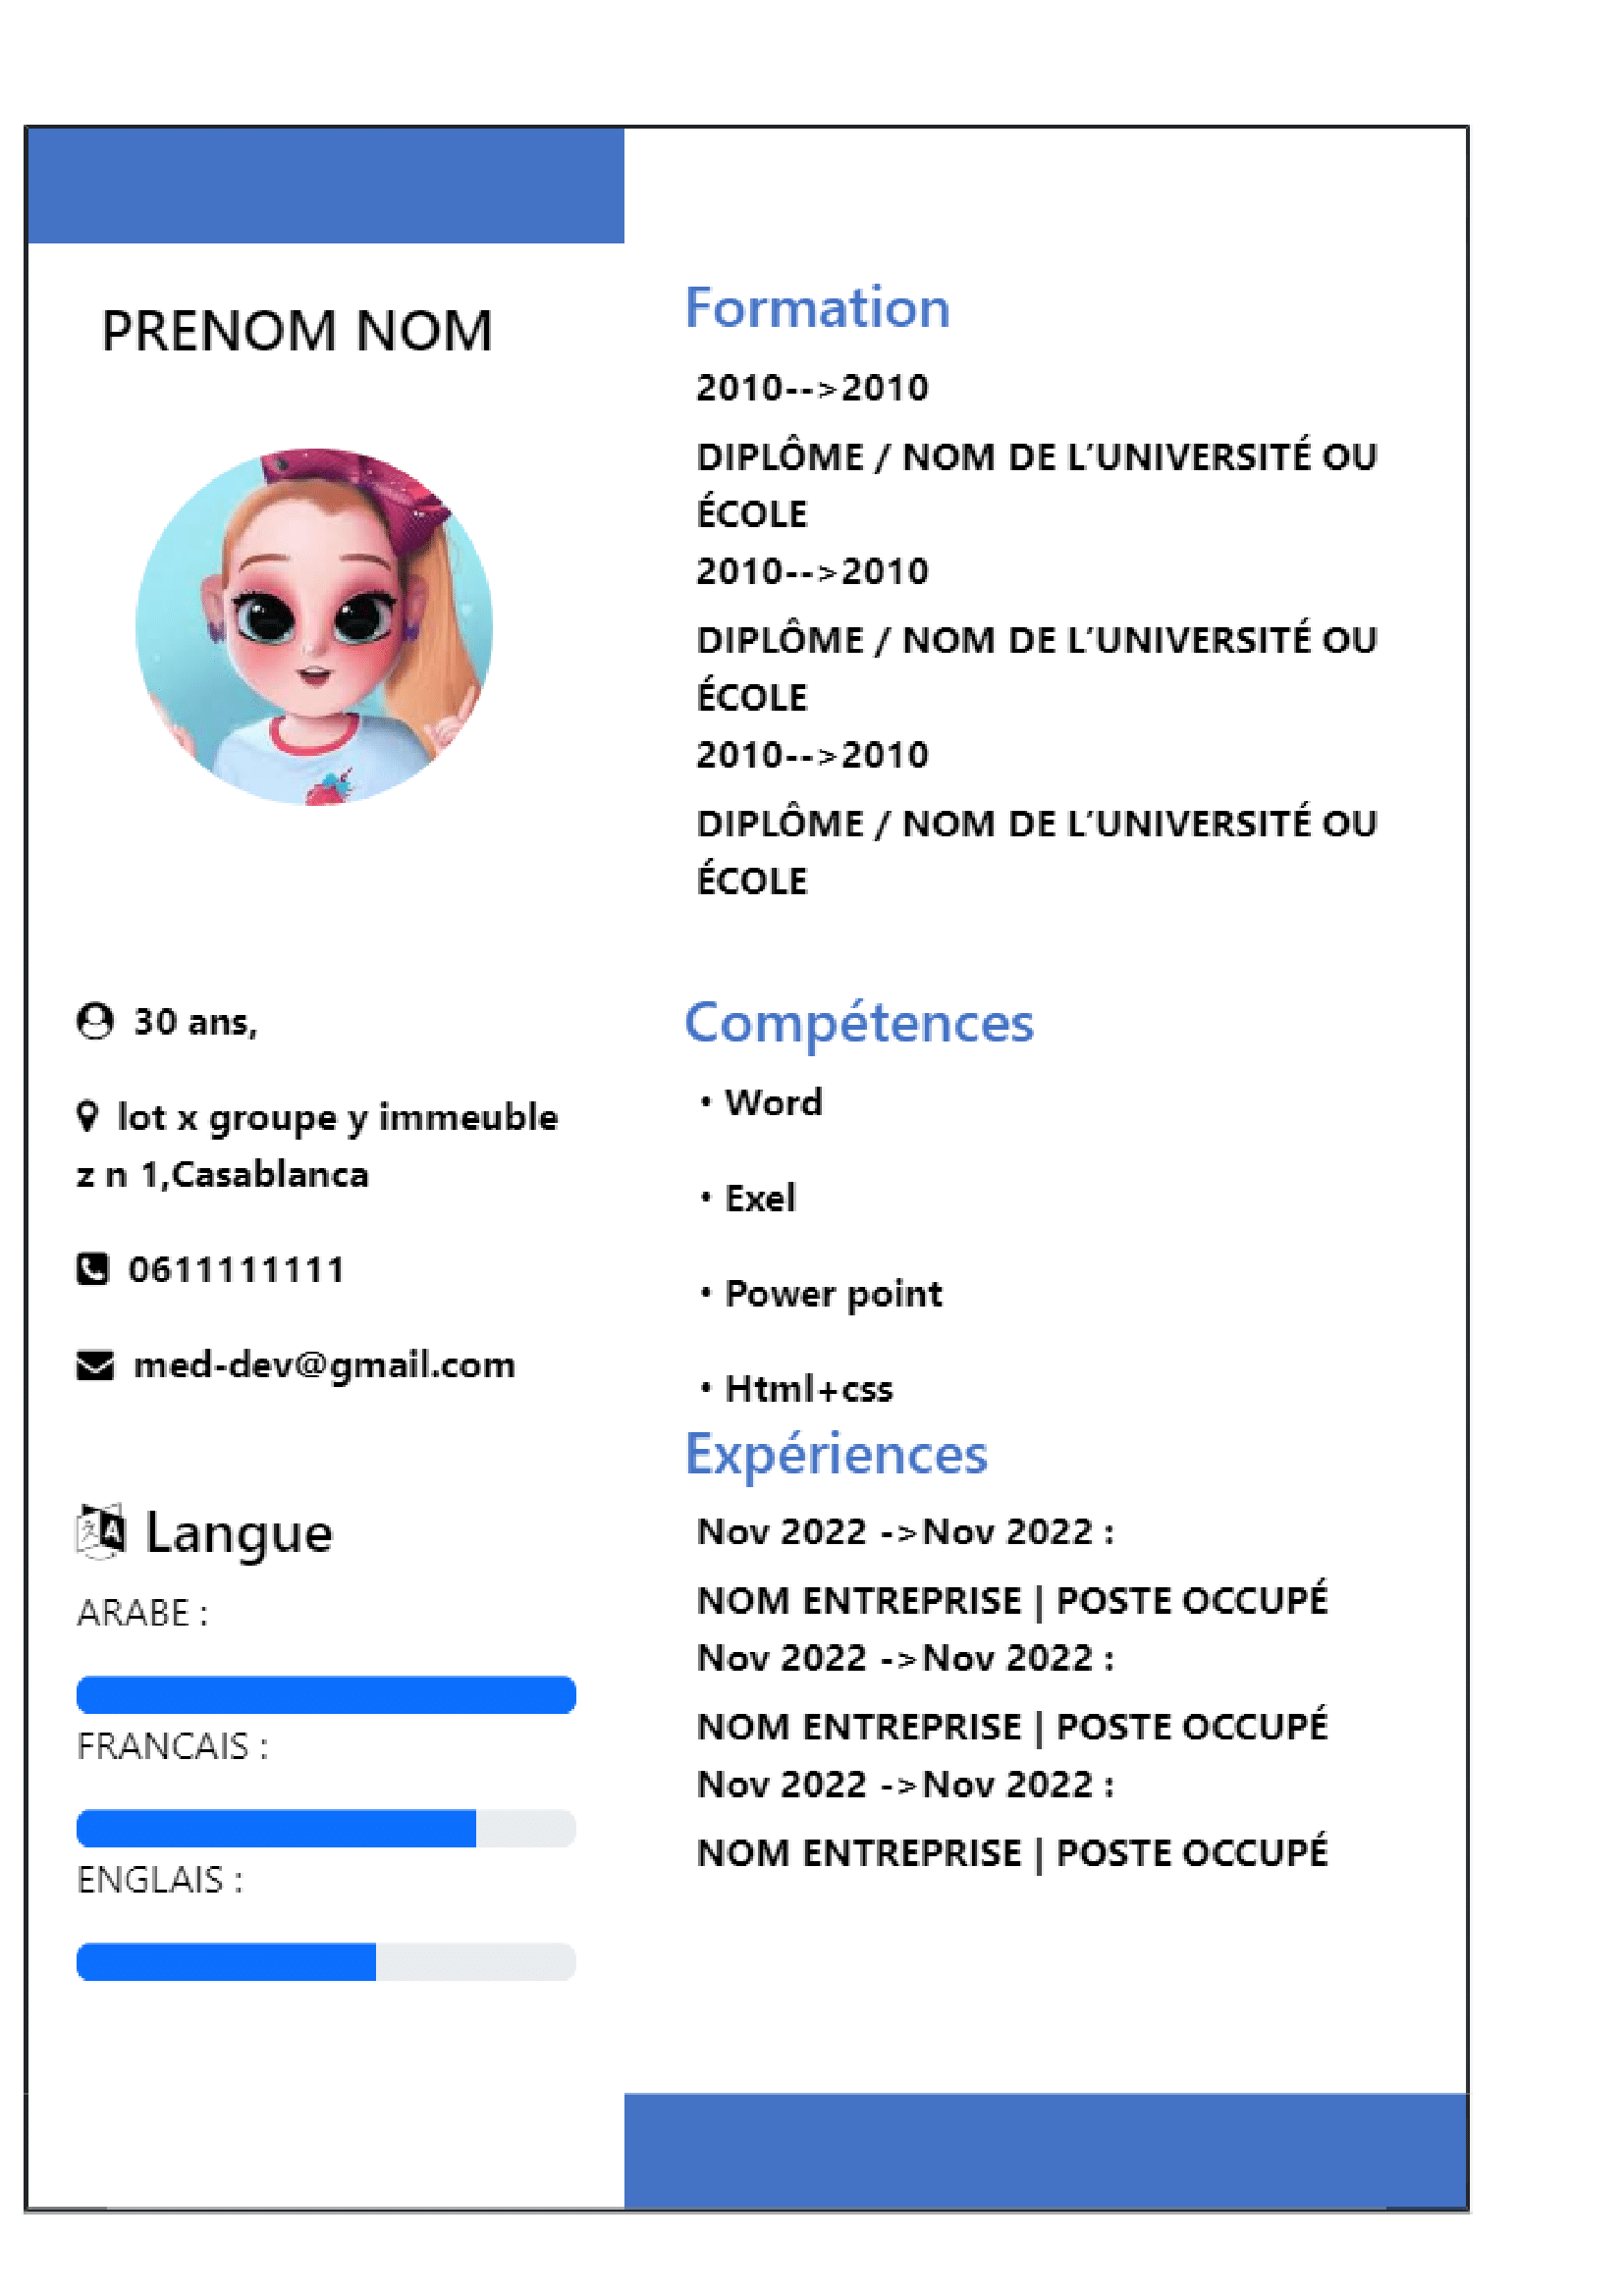 PRENOM NOM
30 ans,
lot x groupe y immeuble
z n 1,Casablanca
0611111111
med-dev@gmail.com
Langue
ARABE :
FRANCAIS :
ENGLAIS :
Formation
2010-->2010
DIPLÔME / NOM DE L’UNIVERSITÉ OU
ÉCOLE
2010-->2010
DIPLÔME / NOM DE L’UNIVERSITÉ OU
ÉCOLE
2010-->2010
DIPLÔME / NOM DE L’UNIVERSITÉ OU
ÉCOLE
Compétences
• Word
• Exel
• Power point
• Html+css
Expériences
Nov 2022 ->Nov 2022 :
NOM ENTREPRISE | POSTE OCCUPÉ
Nov 2022 ->Nov 2022 :
NOM ENTREPRISE | POSTE OCCUPÉ
Nov 2022 ->Nov 2022 :
NOM ENTREPRISE | POSTE OCCUPÉ